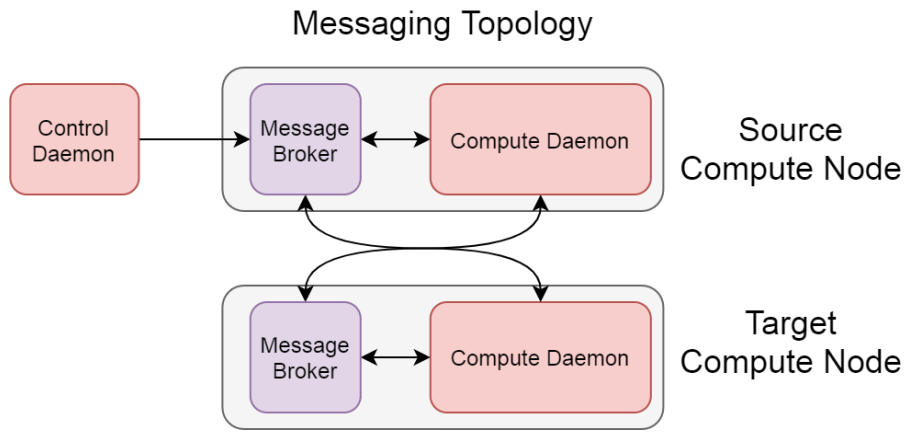 Messaging Topology
Control
Daemon
Message
Broker
Compute Daemon
Source
Compute Node
Message
Broker
Compute Daemon
Target
Compute Node